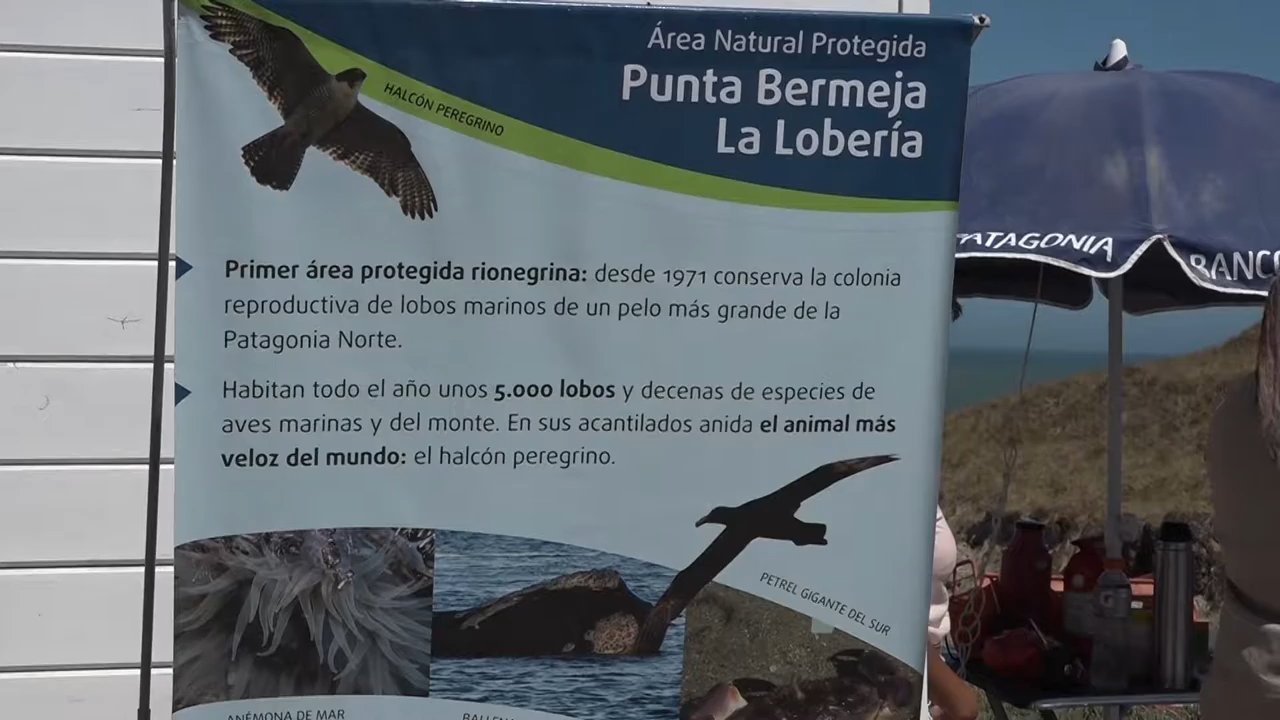 Área Natural Protegida
Punta Bermeja
La Lobería
HALCÓN PEREGRINO
Primer área protegida rionegrina: desde 1971 conserva la colonia
reproductiva de lobos marinos de un pelo más grande de la
Patagonia Norte.
Habitan todo el año unos 5.000 lobos y decenas de especies de
aves marinas y del monte. En sus acantilados anida el animal más
veloz del mundo: el halcón peregrino.
PETREL GIGANTE DEL SUR
ANÉMONA DE MAR
PATAGONIA
BANCO